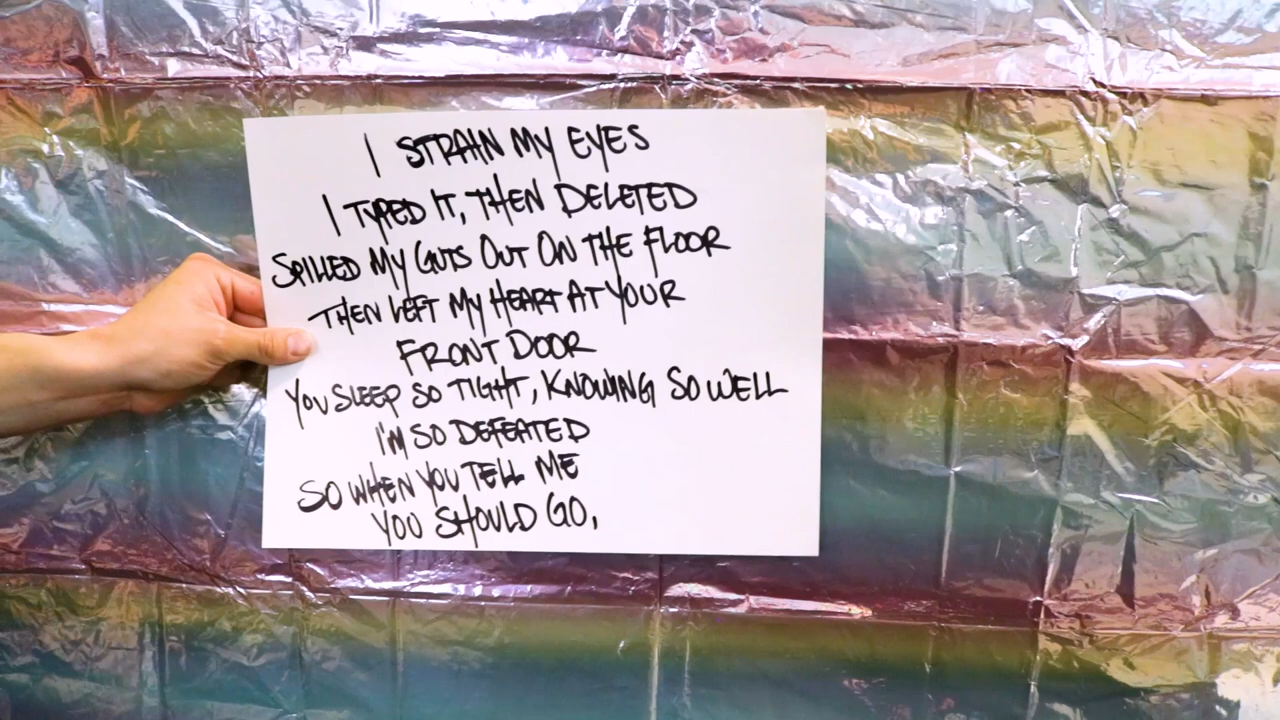 I STRAIN MY EYES
I TYPED IT, THEN DELETED
SPILLED MY GUTS OUT ON THE FLOOR
THEN LEFT MY HEART AT YOUR
FRONT DOOR
YOU SLEEP SO TIGHT, KNOWING SO WELL
I'M SO DEFEATED
SO WHEN YOU TELL ME
YOU SHOULD GO,